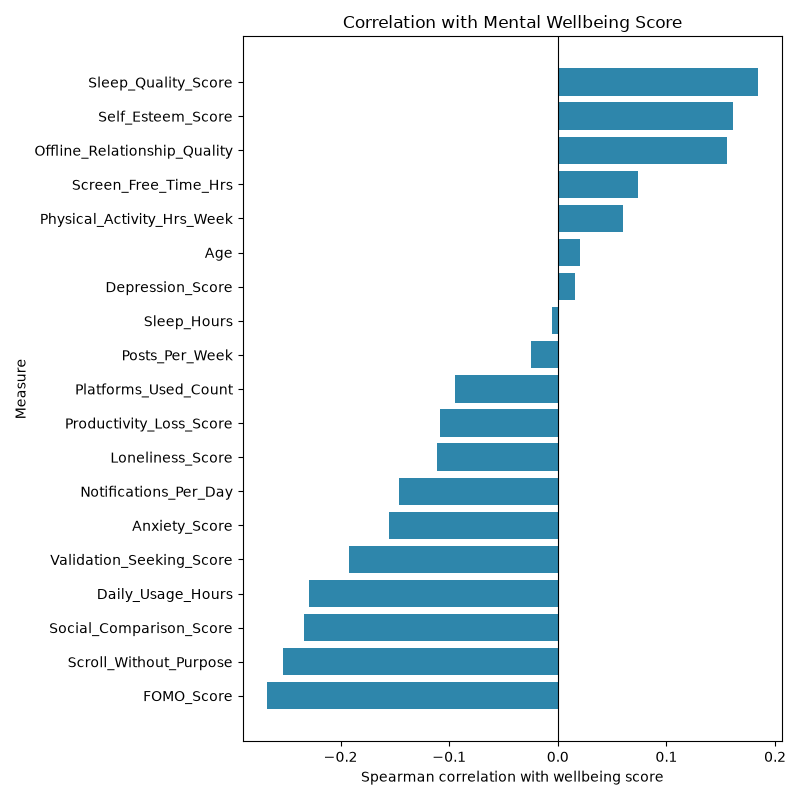 Correlation with Mental Wellbeing Score
Measure
Sleep_Quality_Score
Self_Esteem_Score
Offline_Relationship_Quality
Screen_Free_Time_Hrs
Physical_Activity_Hrs_Week
Age
Depression_Score
Sleep_Hours
Posts_Per_Week
Platforms_Used_Count
Productivity_Loss_Score
Loneliness_Score
Notifications_Per_Day
Anxiety_Score
Validation_Seeking_Score
Daily_Usage_Hours
Social_Comparison_Score
Scroll_Without_Purpose
FOMO_Score
−0.2 −0.1 0.0 0.1 0.2
Spearman correlation with wellbeing score